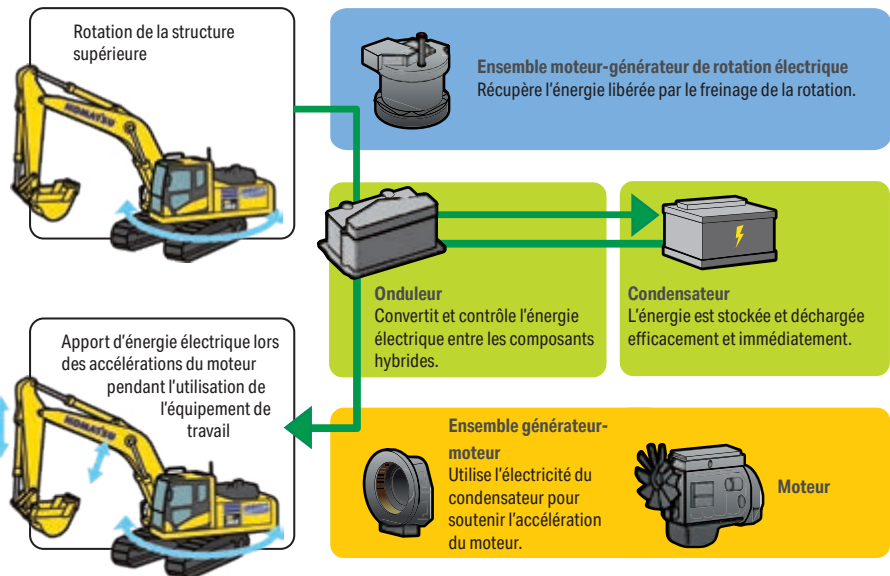 Rotation de la structure
supérieure
KOMATSU
Ensemble moteur-générateur de rotation électrique
Récupère l'énergie libérée par le freinage de la rotation.
Onduleur
Convertit et contrôle l'énergie
électrique entre les composants
hybrides.
Condensateur
L'énergie est stockée et déchargée
efficacement et immédiatement.
Apport d'énergie électrique lors
des accélérations du moteur
pendant l'utilisation de
l'équipement de
travail
KOMATSU
Ensemble générateur-
moteur
Utilise l'électricité du
condensateur pour
soutenir l'accélération
du moteur.
Moteur